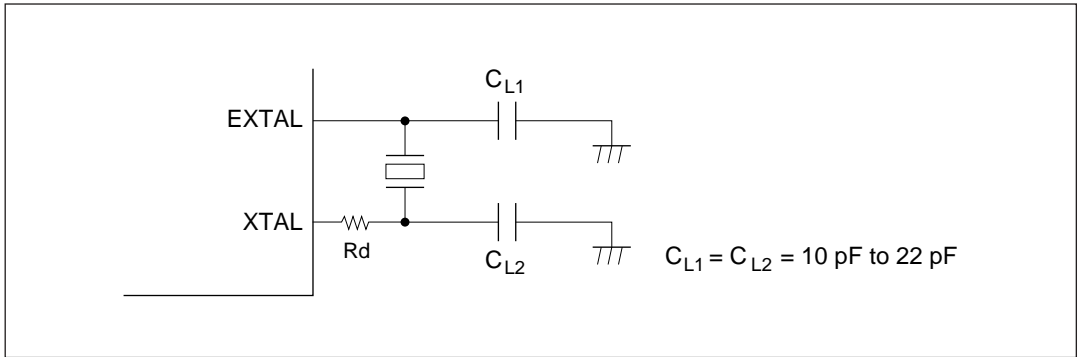 C L1
EXTAL
XTAL
Rd
C L2
C L1 = C L2 = 10 pF to 22 pF